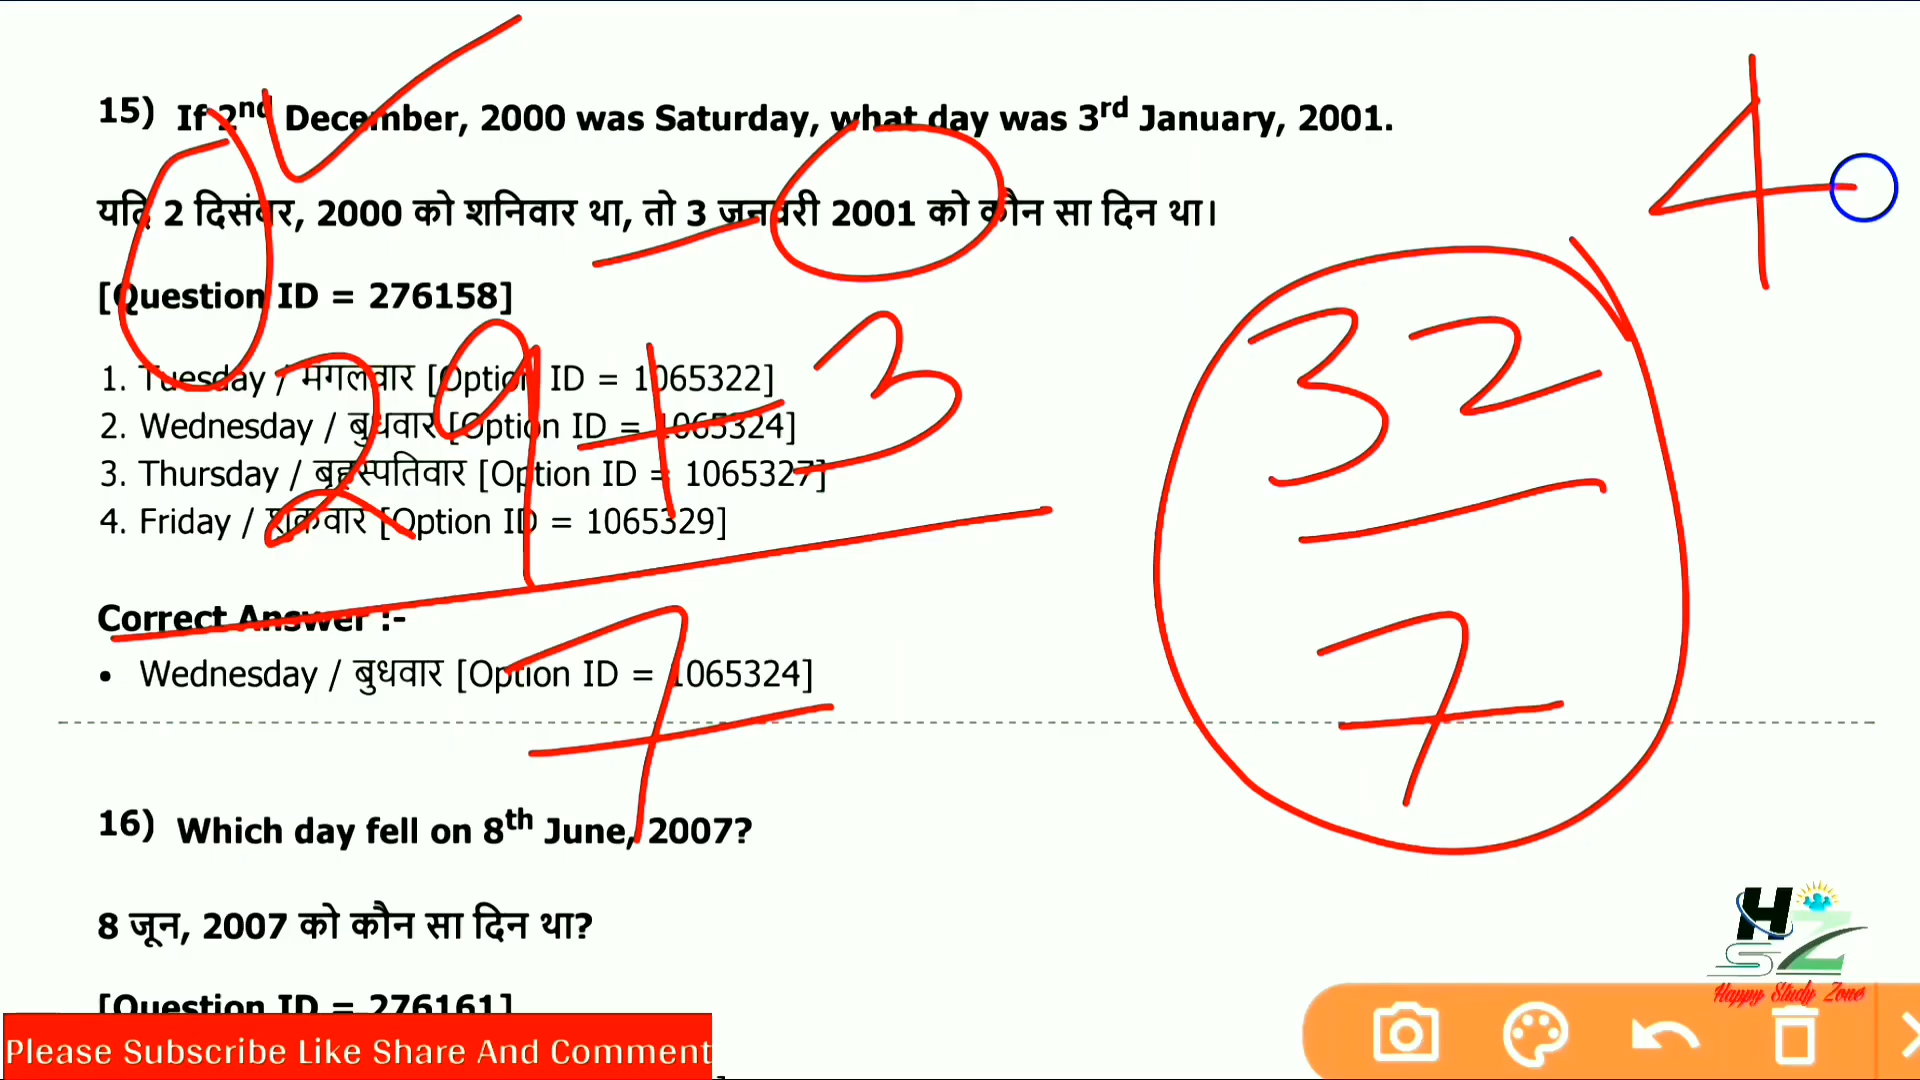 15) If 2nd December, 2000 was Saturday, what day was 3rd January, 2001.
यदि 2 दिसंबर, 2000 को शनिवार था, तो 3 जनवरी 2001 को कौन सा दिन था।
[Question ID = 276158]
1. Tuesday / मंगलवार [Option ID = 1065322]
2. Wednesday / बुधवार [Option ID = 1065324]
3. Thursday / बृहस्पतिवार [Option ID = 1065327]
4. Friday / शुक्रवार [Option ID = 1065329]
29+3
7
32
7
4
Correct Answer :-
• Wednesday / बुधवार [Option ID = 1065324]
16) Which day fell on 8th June, 2007?
8 जून, 2007 को कौन सा दिन था?
[Question ID = 276161]
HSZ
Happy Study Zone
Please Subscribe Like Share And Comment